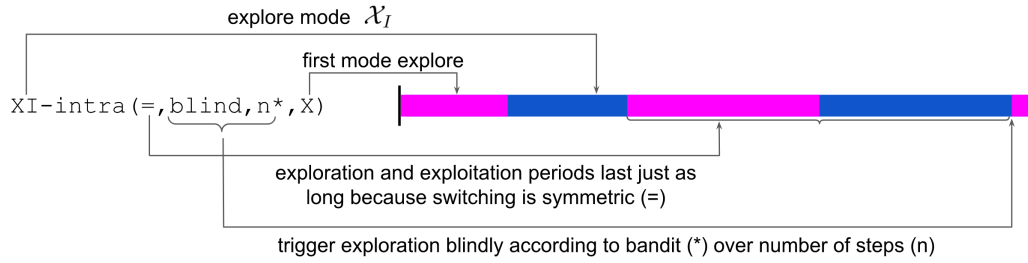 explore mode 𝒳_I
first mode explore
XI-intra(=,blind,n*,X)
exploration and exploitation periods last just as
long because switching is symmetric (=)
trigger exploration blindly according to bandit (*) over number of steps (n)